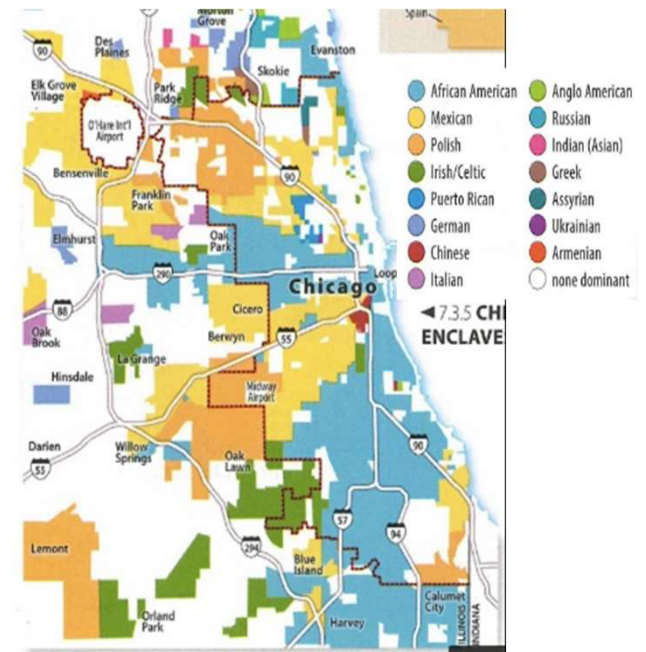 Morton
Grove
Spain
90
Des
Plaines
Evanston
Skokie
Elk Grove
Village
Park
Ridge
O'Hare Int'l
Airport
90
Bensenville
Franklin
Park
Elmhurst
Oak
Park
290
Loop
Chicago
88
Cicero
Oak
Brook
55
Berwyn
La Grange
Hinsdale
Midway
Airport
Darien
55
Willow
Springs
Oak
Lawn
90
57
94
294
Lemont
Blue
Island
Calumet
City
Orland
Park
Harvey
ILLINOIS
INDIANA
African American
Mexican
Polish
Irish/Celtic
Puerto Rican
German
Chinese
Italian
Anglo American
Russian
Indian (Asian)
Greek
Assyrian
Ukrainian
Armenian
none dominant
◄ 7.3.5 CHI
ENCLAVE